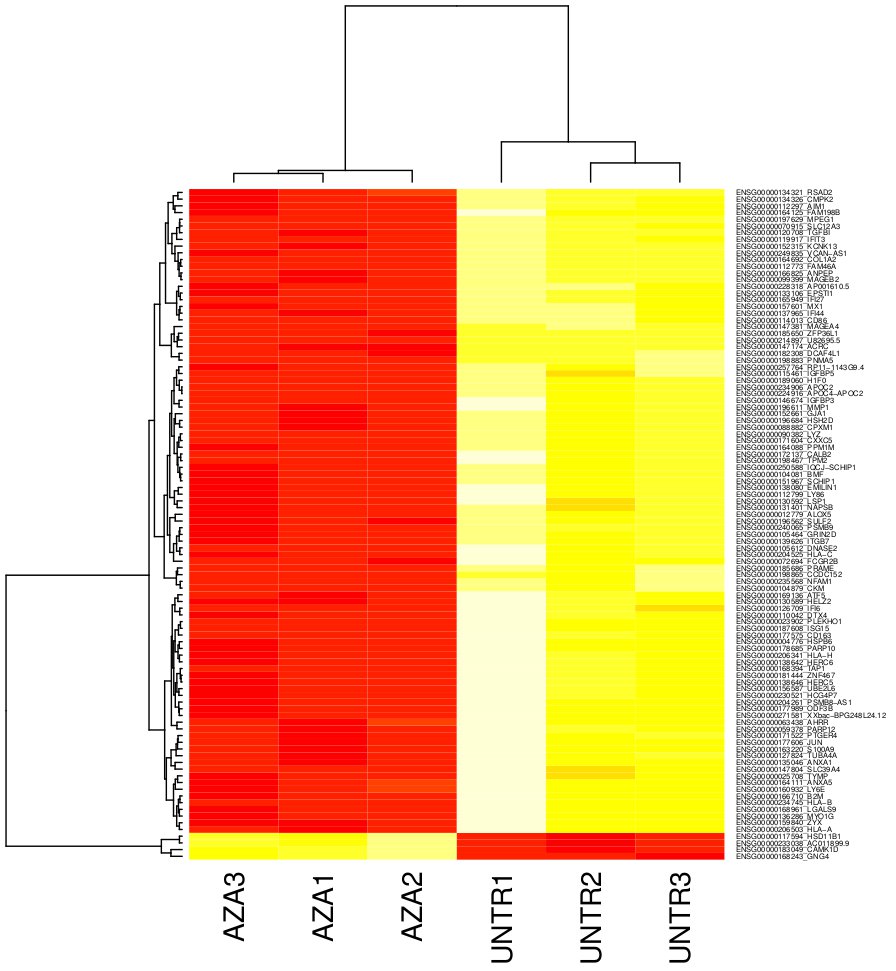 ENSG00000134321_RSAD2
ENSG00000134326_CMPK2
ENSG00000112297_AIM1
ENSG00000164125_FAM198B
ENSG00000197629_MPEG1
ENSG00000070915_SLC12A3
ENSG00000120708_TGFBI
ENSG00000119917_IFIT3
ENSG00000152315_KCNK13
ENSG00000249835_VCAN-AS1
ENSG00000164692_COL1A2
ENSG00000112773_FAM46A
ENSG00000166825_ANPEP
ENSG00000099399_MAGEB2
ENSG00000228318_AP001610.5
ENSG00000133106_EPSTI1
ENSG00000165949_IFI27
ENSG00000157601_MX1
ENSG00000137965_IFI44
ENSG00000114013_CD86
ENSG00000147381_MAGEA4
ENSG00000185650_ZFP36L1
ENSG00000214897_U82695.5
ENSG00000147174_ACRC
ENSG00000182308_DCAF4L1
ENSG00000198883_PNMA5
ENSG00000257764_RP11-1143G9.4
ENSG00000115461_IGFBP5
ENSG00000189060_H1F0
ENSG00000234906_APOC2
ENSG00000224916_APOC4-APOC2
ENSG00000146674_IGFBP3
ENSG00000196611_MMP1
ENSG00000152661_GJA1
ENSG00000196684_HSH2D
ENSG00000088882_CPXM1
ENSG00000090382_LYZ
ENSG00000171604_CXXC5
ENSG00000164088_PPM1M
ENSG00000172137_CALB2
ENSG00000198467_TPM2
ENSG00000250588_IQCJ-SCHIP1
ENSG00000104081_BMF
ENSG00000151967_SCHIP1
ENSG00000138080_EMILIN1
ENSG00000112799_LY86
ENSG00000130592_LSP1
ENSG00000131401_NAPSB
ENSG00000012779_ALOX5
ENSG00000196562_SULF2
ENSG00000240065_PSMB9
ENSG00000105464_GRIN2D
ENSG00000139626_ITGB7
ENSG00000105612_DNASE2
ENSG00000204525_HLA-C
ENSG00000072694_FCGR2B
ENSG00000185686_PRAME
ENSG00000198865_CCDC152
ENSG00000235568_NFAM1
ENSG00000104879_CKM
ENSG00000169136_ATF5
ENSG00000130589_HELZ2
ENSG00000126709_IFI6
ENSG00000110042_DTX4
ENSG00000023902_PLEKHO1
ENSG00000187608_ISG15
ENSG00000177575_CD163
ENSG00000004776_HSPB6
ENSG00000178685_PARP10
ENSG00000206341_HLA-H
ENSG00000138642_HERC6
ENSG00000168394_TAP1
ENSG00000181444_ZNF467
ENSG00000138646_HERC5
ENSG00000156587_UBE2L6
ENSG00000230521_HCG4P7
ENSG00000204261_PSMB8-AS1
ENSG00000177989_ODF3B
ENSG00000271581_XXbac-BPG248L24.12
ENSG00000063438_AHRR
ENSG00000059378_PARP12
ENSG00000171522_PTGER4
ENSG00000177606_JUN
ENSG00000163220_S100A9
ENSG00000127824_TUBA4A
ENSG00000135046_ANXA1
ENSG00000147804_SLC39A4
ENSG00000025708_TYMP
ENSG00000164111_ANXA5
ENSG00000160932_LY6E
ENSG00000166710_B2M
ENSG00000234745_HLA-B
ENSG00000168961_LGALS9
ENSG00000136286_MYO1G
ENSG00000159840_ZYX
ENSG00000206503_HLA-A
ENSG00000117594_HSD11B1
ENSG00000233038_AC011899.9
ENSG00000183049_CAMK1D
ENSG00000168243_GNG4
AZA3
AZA1
AZA2
UNTR1
UNTR2
UNTR3